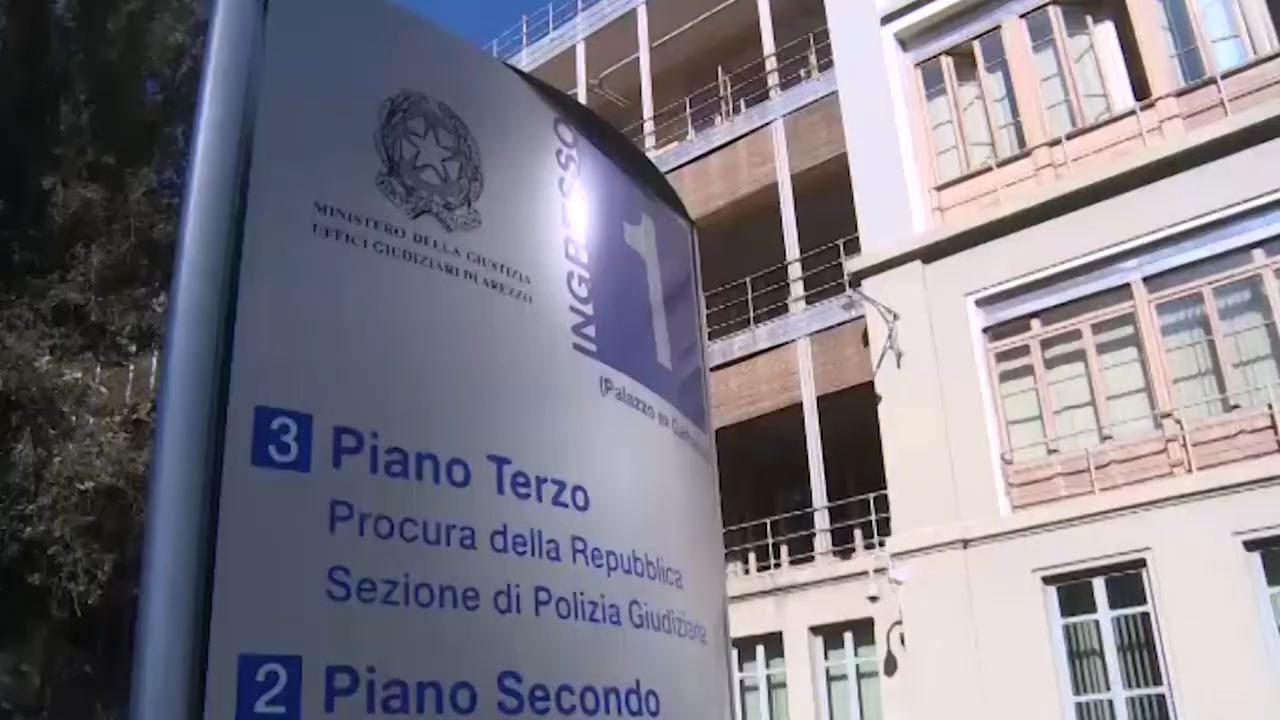 MINISTERO DELLA GIUSTIZIA
UFFICI GIUDIZIARI DI AREZZO
INGRESSO
1
(Palazzo ex
3 Piano Terzo
Procura della Repubblica
Sezione di Polizia Giudiziaria
2 Piano Secondo